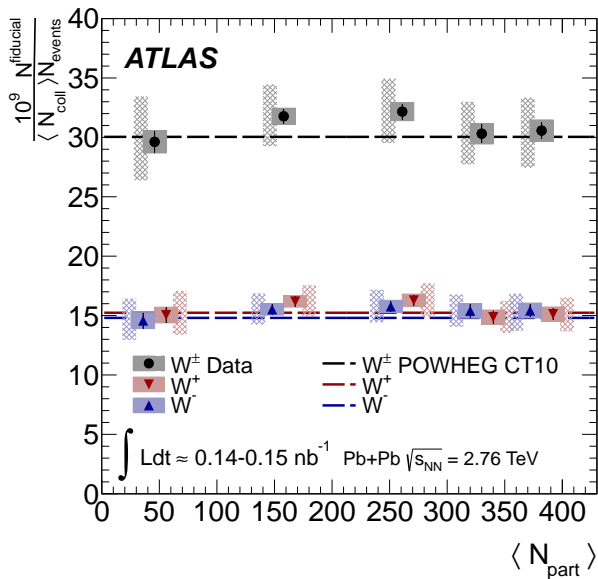 10⁹ N^fiducial
⟨ N_coll ⟩N_events
ATLAS
40
35
30
25
20
15
10
5
0
W± Data
W± POWHEG CT10
W⁺
W⁺
W⁻
W⁻
∫ Ldt ≈ 0.14-0.15 nb⁻¹ Pb+Pb √s_NN = 2.76 TeV
0 50 100 150 200 250 300 350 400
⟨ N_part ⟩